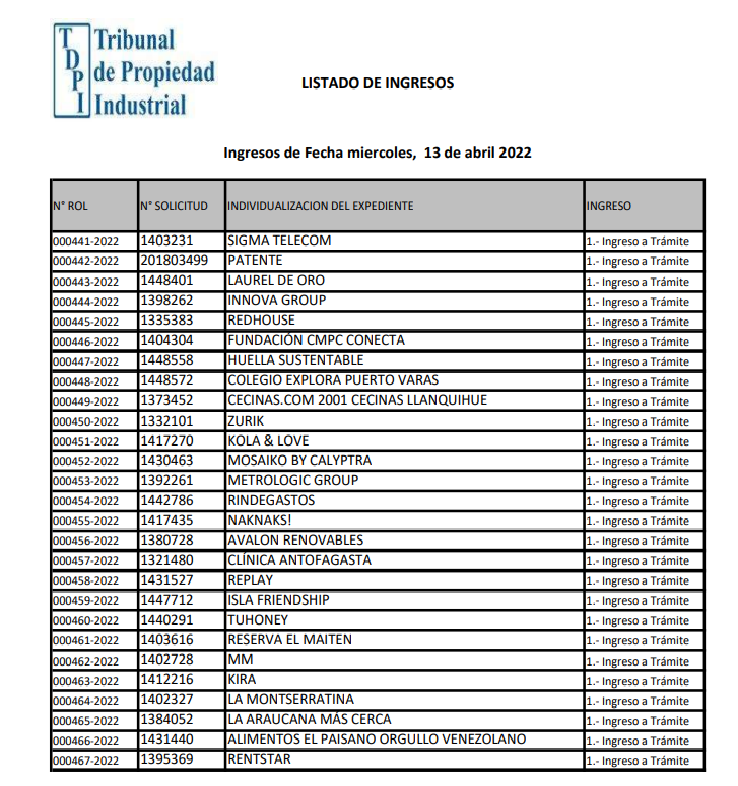 TDPI
Tribunal
de Propiedad
Industrial
LISTADO DE INGRESOS
Ingresos de Fecha miercoles, 13 de abril 2022
N° ROL N° SOLICITUD INDIVIDUALIZACION DEL EXPEDIENTE INGRESO
000441-2022 1403231 SIGMA TELECOM 1.- Ingreso a Trámite
000442-2022 201803499 PATENTE 1.- Ingreso a Trámite
000443-2022 1448401 LAUREL DE ORO 1.- Ingreso a Trámite
000444-2022 1398262 INNOVA GROUP 1.- Ingreso a Trámite
000445-2022 1335383 REDHOUSE 1.- Ingreso a Trámite
000446-2022 1404304 FUNDACIÓN CMPC CONECTA 1.- Ingreso a Trámite
000447-2022 1448558 HUELLA SUSTENTABLE 1.- Ingreso a Trámite
000448-2022 1448572 COLEGIO EXPLORA PUERTO VARAS 1.- Ingreso a Trámite
000449-2022 1373452 CECINAS.COM 2001 CECINAS LLANQUIHUE 1.- Ingreso a Trámite
000450-2022 1332101 ZURIK 1.- Ingreso a Trámite
000451-2022 1417270 KOLA & LOVE 1.- Ingreso a Trámite
000452-2022 1430463 MOSAIKO BY CALYPTRA 1.- Ingreso a Trámite
000453-2022 1392261 METROLOGIC GROUP 1.- Ingreso a Trámite
000454-2022 1442786 RINDEGASTOS 1.- Ingreso a Trámite
000455-2022 1417435 NAKNAKS! 1.- Ingreso a Trámite
000456-2022 1380728 AVALON RENOVABLES 1.- Ingreso a Trámite
000457-2022 1321480 CLÍNICA ANTOFAGASTA 1.- Ingreso a Trámite
000458-2022 1431527 REPLAY 1.- Ingreso a Trámite
000459-2022 1447712 ISLA FRIENDSHIP 1.- Ingreso a Trámite
000460-2022 1440291 TUHONEY 1.- Ingreso a Trámite
000461-2022 1403616 RESERVA EL MAITEN 1.- Ingreso a Trámite
000462-2022 1402728 MM 1.- Ingreso a Trámite
000463-2022 1412216 KIRA 1.- Ingreso a Trámite
000464-2022 1402327 LA MONTSERRATINA 1.- Ingreso a Trámite
000465-2022 1384052 LA ARAUCANA MÁS CERCA 1.- Ingreso a Trámite
000466-2022 1431440 ALIMENTOS EL PAISANO ORGULLO VENEZOLANO 1.- Ingreso a Trámite
000467-2022 1395369 RENTSTAR 1.- Ingreso a Trámite